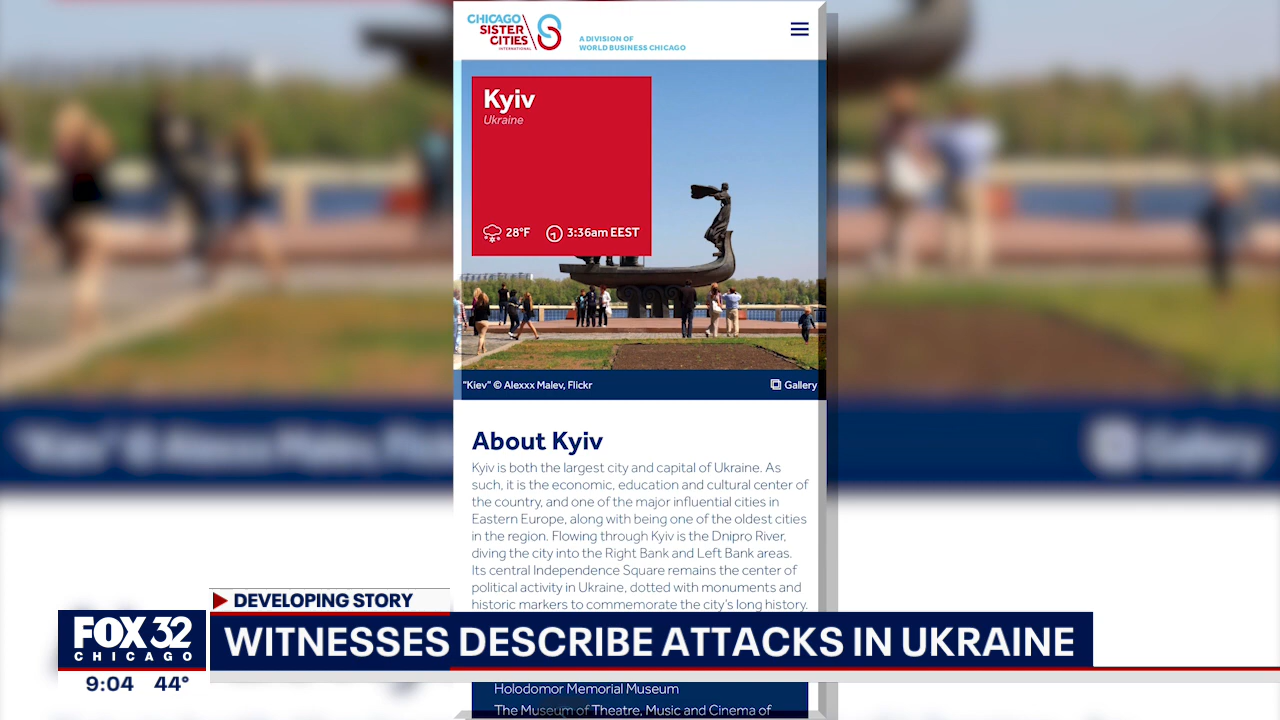 CHICAGO
SISTER
CITIES
INTERNATIONAL
A DIVISION OF
WORLD BUSINESS CHICAGO
Kyiv
Ukraine
28°F 3:36am EEST
"Kiev" © Alexxx Malev, Flickr
Gallery
About Kyiv
Kyiv is both the largest city and capital of Ukraine. As
such, it is the economic, education and cultural center of
the country, and one of the major influential cities in
Eastern Europe, along with being one of the oldest cities
in the region. Flowing through Kyiv is the Dnipro River,
diving the city into the Right Bank and Left Bank areas.
Its central Independence Square remains the center of
political activity in Ukraine, dotted with monuments and
historic markers to commemorate the city's long history.
DEVELOPING STORY
WITNESSES DESCRIBE ATTACKS IN UKRAINE
FOX 32
CHICAGO
9:04 44°
Holodomor Memorial Museum
The Museum of Theatre, Music and Cinema of